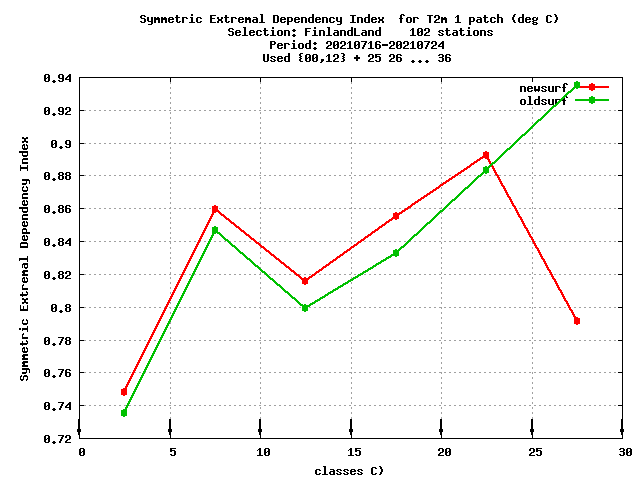 Symmetric Extremal Dependency Index  for T2m 1 patch (deg C)
Selection: FinlandLand    102 stations
Period: 20210716-20210724
Used {00,12} + 25 26 ... 36
newsurf
oldsurf
0.94
0.92
0.9
0.88
0.86
0.84
0.82
0.8
0.78
0.76
0.74
0.72
Symmetric Extremal Dependency Index
0 5 10 15 20 25 30
classes C)